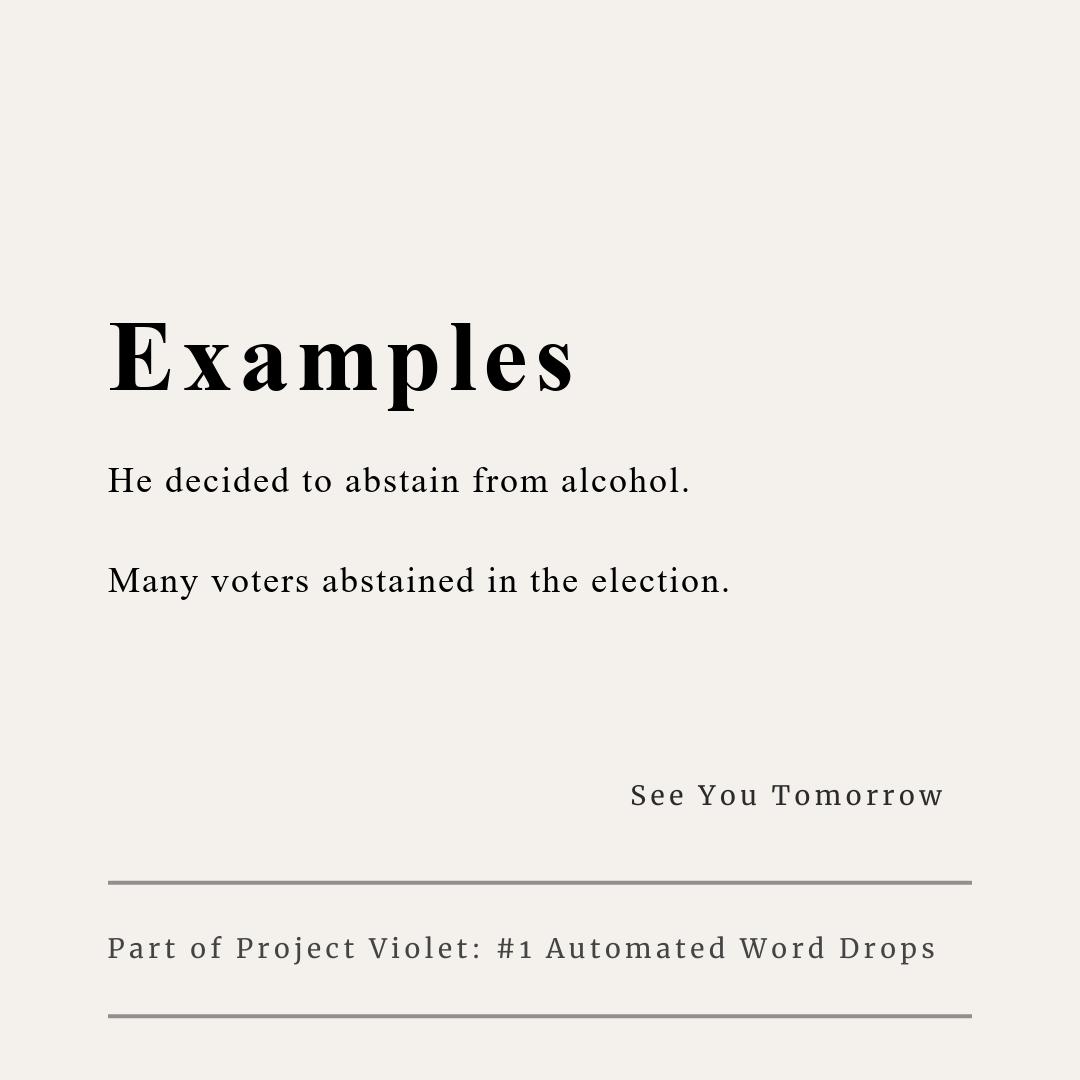 Examples
He decided to abstain from alcohol.
Many voters abstained in the election.
See You Tomorrow
Part of Project Violet: #1 Automated Word Drops